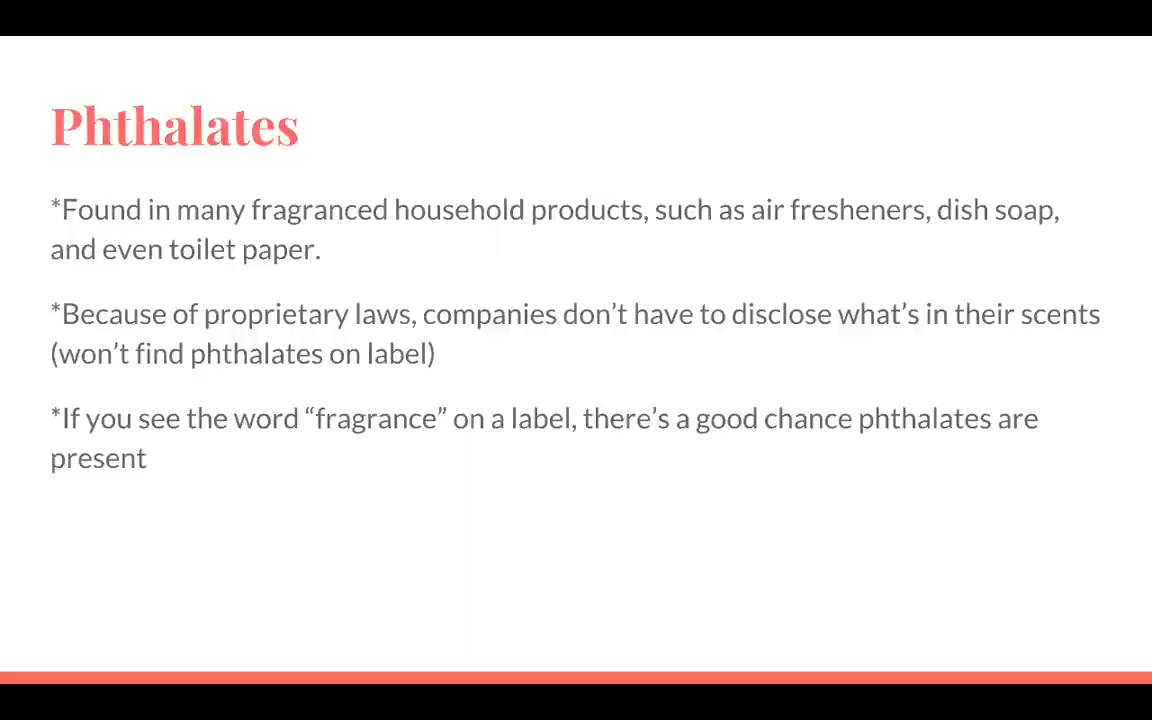 Phthalates
*Found in many fragranced household products, such as air fresheners, dish soap,
and even toilet paper.
*Because of proprietary laws, companies don’t have to disclose what’s in their scents
(won’t find phthalates on label)
*If you see the word “fragrance” on a label, there’s a good chance phthalates are
present